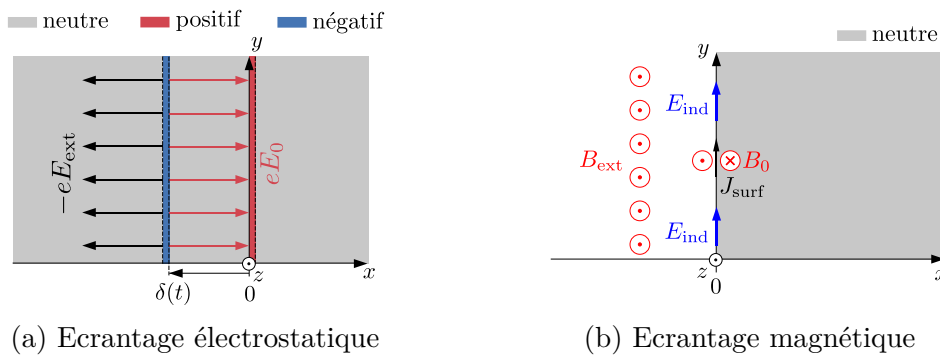 neutre positif négatif
y
−eE_ext
eE_0
δ(t) 0 z x
(a) Ecrantage électrostatique
neutre
y
E_ind
B_ext B_0
J_surf
E_ind
z 0 x
(b) Ecrantage magnétique